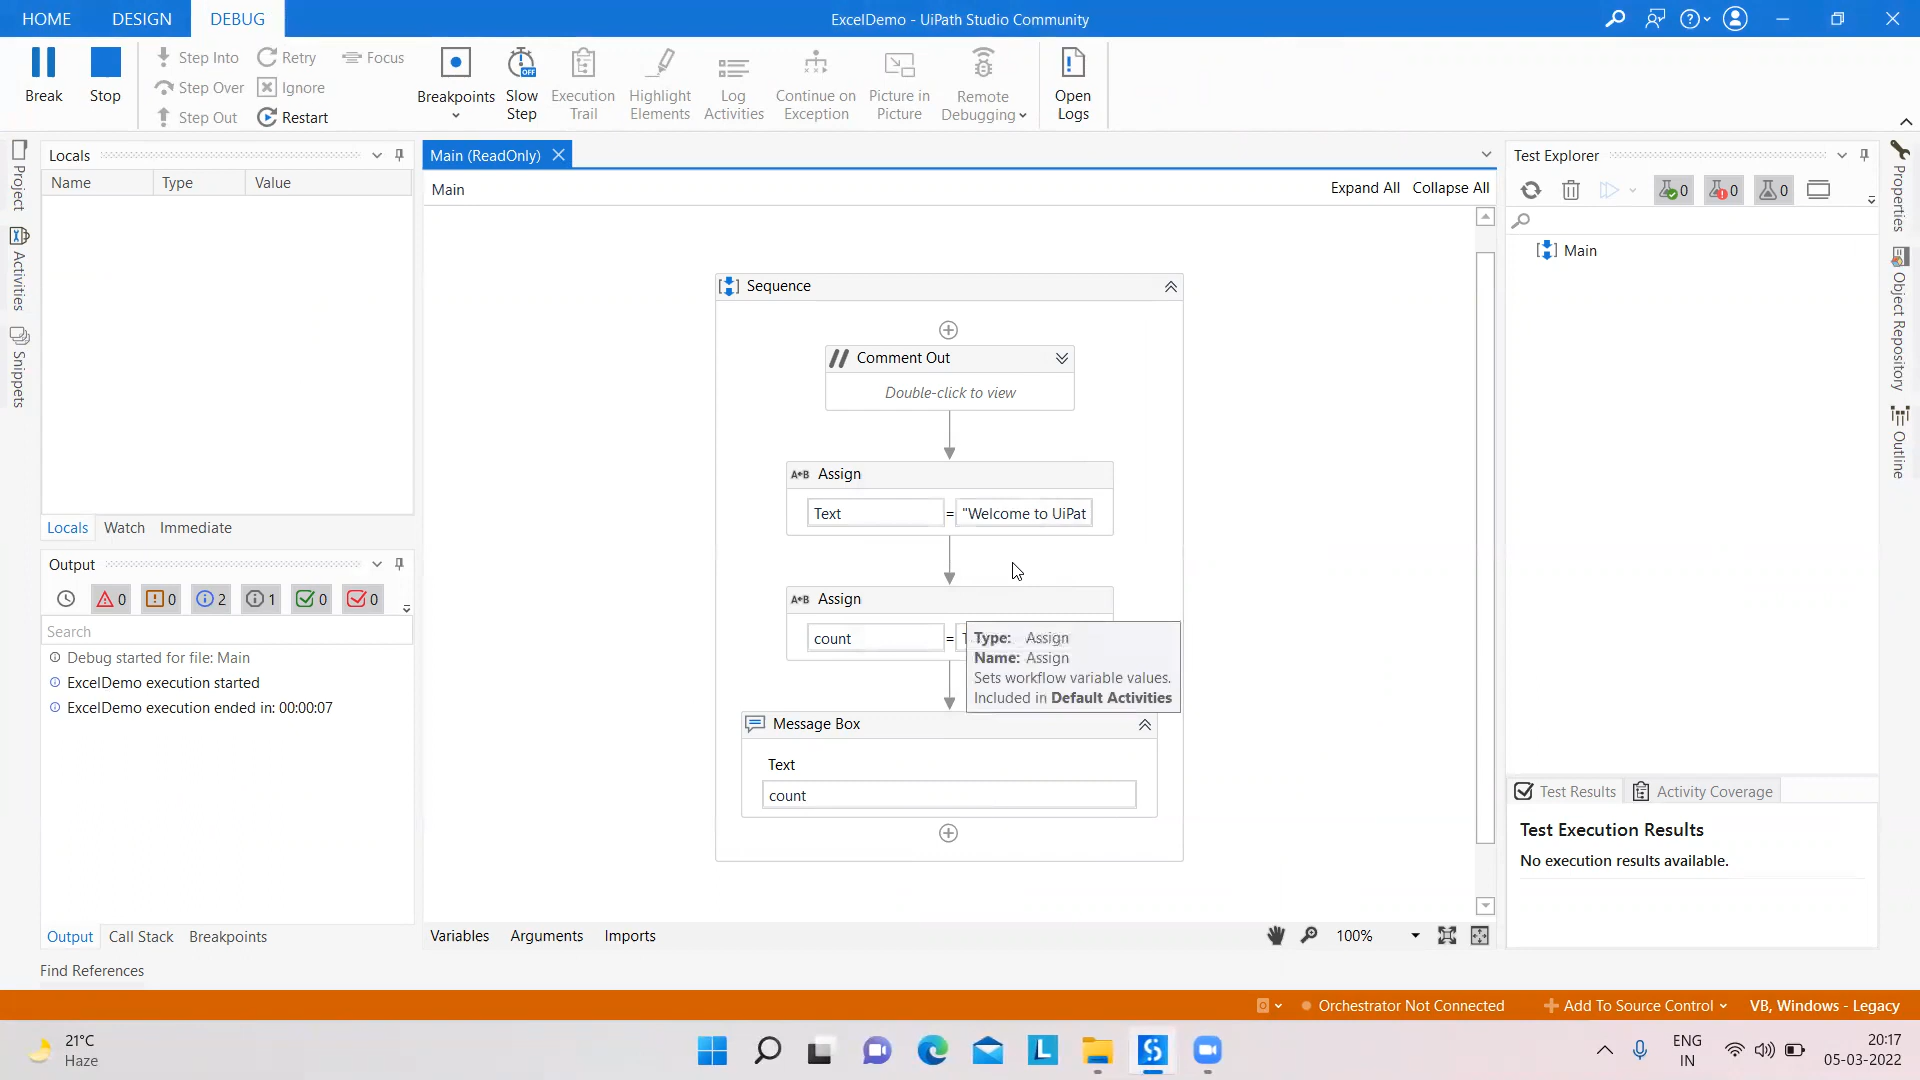 HOME DESIGN DEBUG ExcelDemo - UiPath Studio Community
Break Stop
Step Into Retry Focus
Step Over Ignore
Step Out Restart
Breakpoints
Slow
Step
OFF
Execution
Trail
Highlight
Elements
Log
Activities
Continue on
Exception
Picture in
Picture
Remote
Debugging
Open
Logs
Project
Activities
Snippets
Locals
Name Type Value
Locals Watch Immediate
Output
0 0 2 1 0 0
Search
Debug started for file: Main
ExcelDemo execution started
ExcelDemo execution ended in: 00:00:07
Output Call Stack Breakpoints
Find References
Main (ReadOnly)
Main Expand All Collapse All
Sequence
Comment Out
Double-click to view
A+B Assign
Text = "Welcome to UiPat
A+B Assign
count =
Type: Assign
Name: Assign
Sets workflow variable values.
Included in Default Activities
Message Box
Text
count
Variables Arguments Imports 100%
Test Explorer
0 0 0
Main
Test Results Activity Coverage
Test Execution Results
No execution results available.
Properties
Object Repository
Outline
Orchestrator Not Connected Add To Source Control VB, Windows - Legacy
21°C
Haze
ENG
IN
20:17
05-03-2022